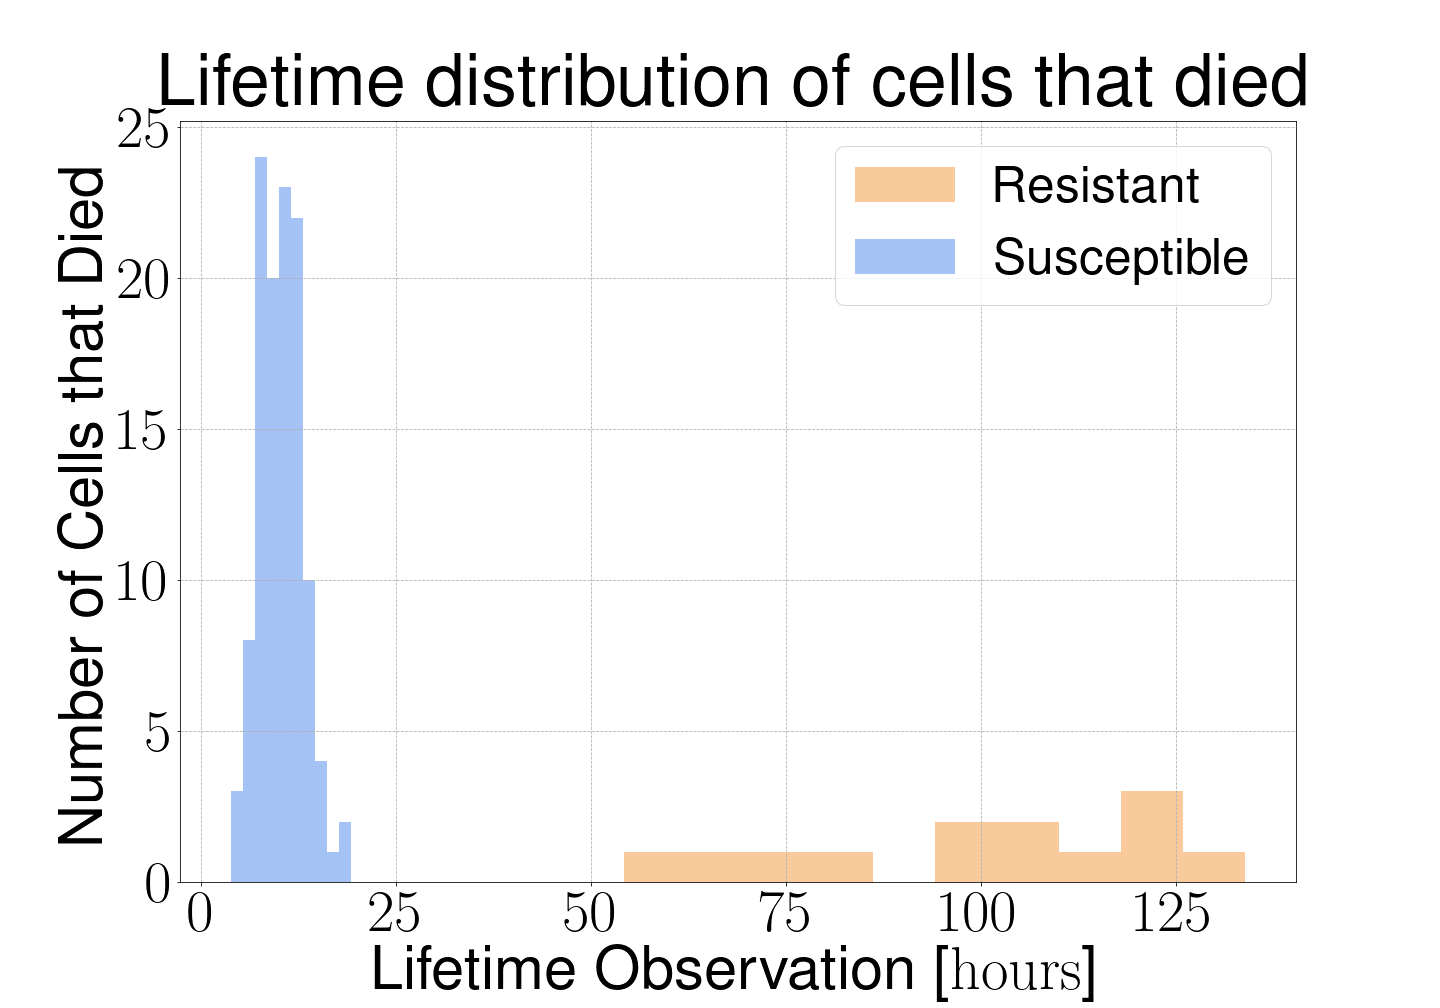 Lifetime distribution of cells that died
25
20
15
10
5
0
Number of Cells that Died
Resistant
Susceptible
0 25 50 75 100 125
Lifetime Observation [hours]